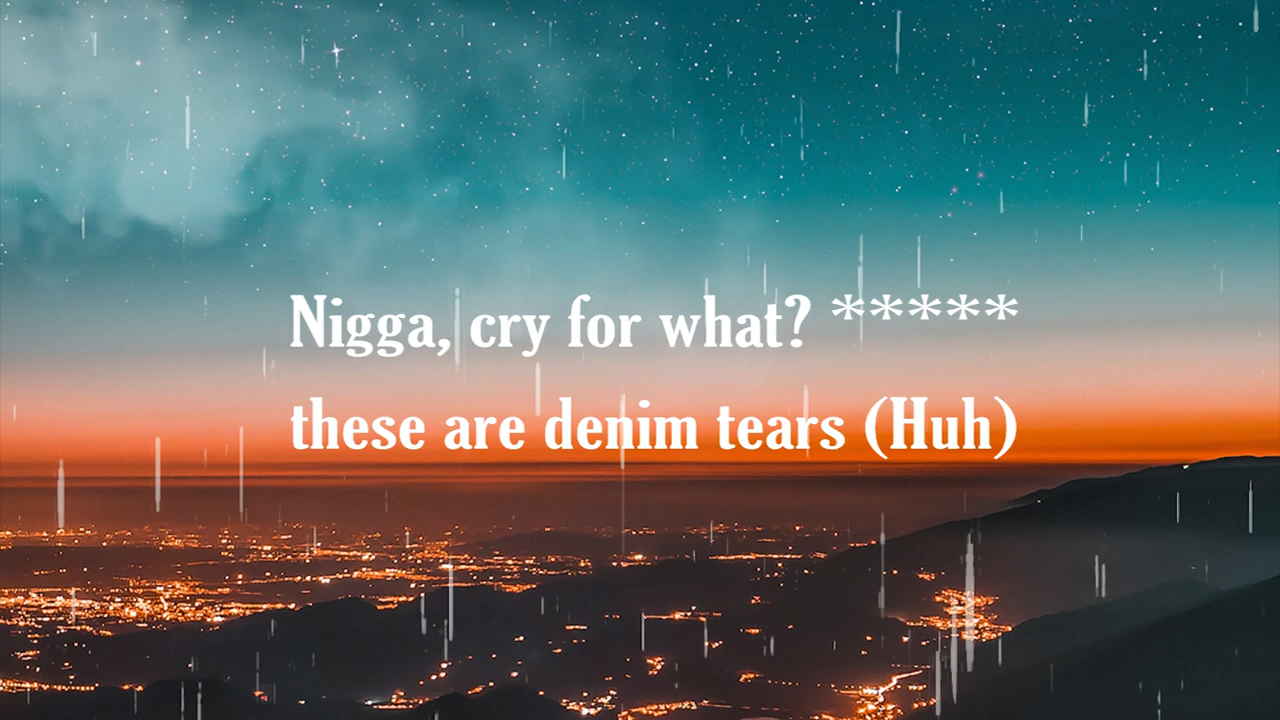 Nigga, cry for what? *****
these are denim tears (Huh)